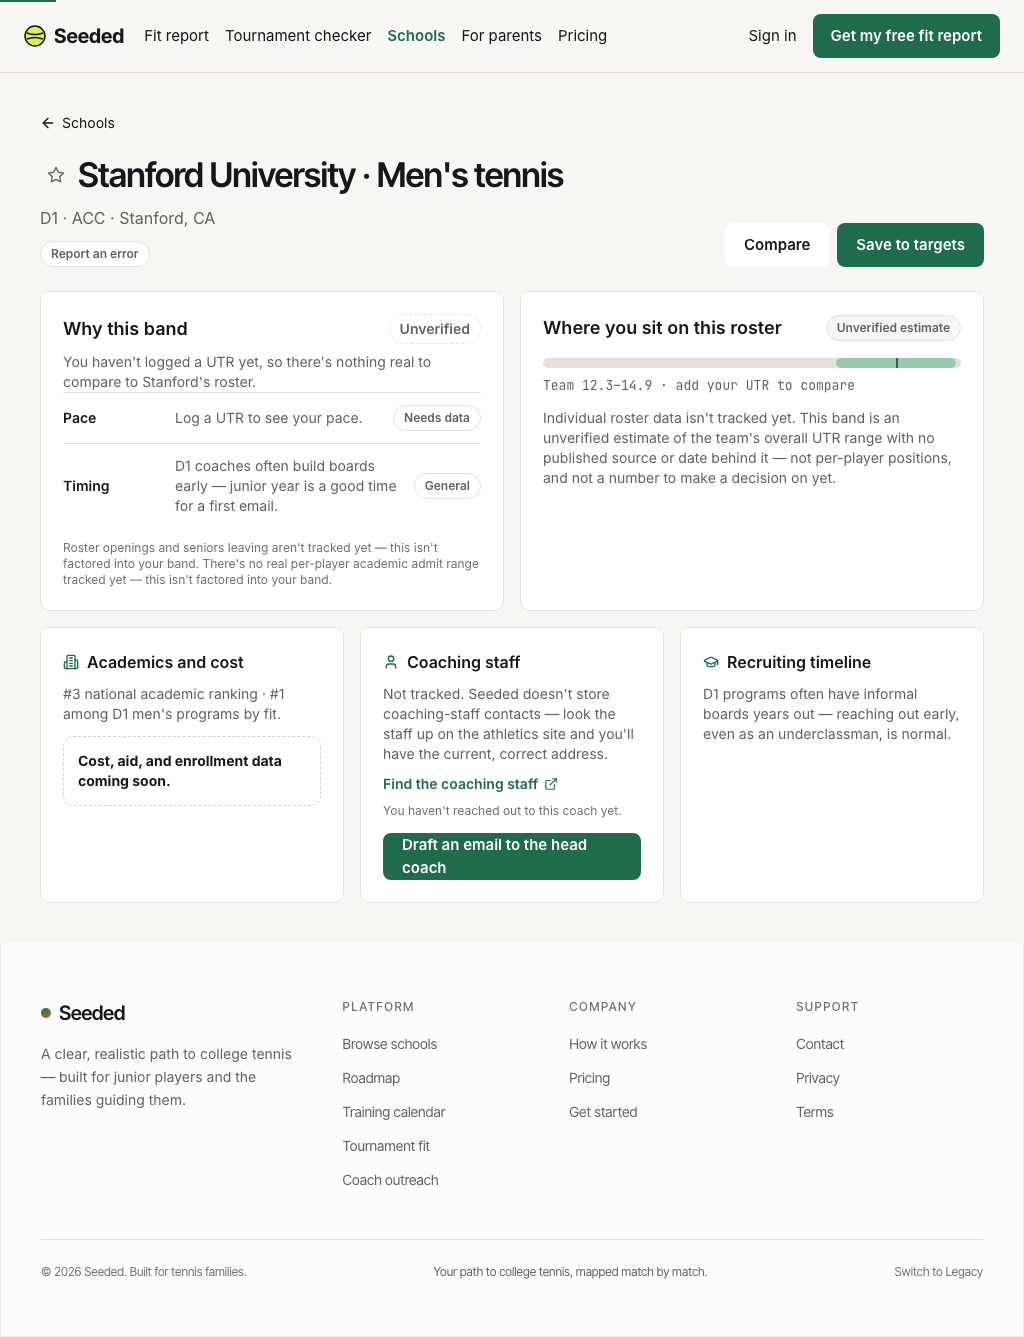 Seeded
Fit report
Tournament checker
Schools
For parents
Pricing
Sign in
Get my free fit report
Schools
Stanford University · Men's tennis
D1 · ACC · Stanford, CA
Report an error
Compare
Save to targets
Why this band
Unverified
You haven't logged a UTR yet, so there's nothing real to
compare to Stanford's roster.
Pace
Log a UTR to see your pace.
Needs data
Timing
D1 coaches often build boards
early — junior year is a good time
for a first email.
General
Roster openings and seniors leaving aren't tracked yet — this isn't
factored into your band. There's no real per-player academic admit range
tracked yet — this isn't factored into your band.
Where you sit on this roster
Unverified estimate
Team 12.3–14.9 · add your UTR to compare
Individual roster data isn't tracked yet. This band is an
unverified estimate of the team's overall UTR range with no
published source or date behind it — not per-player positions,
and not a number to make a decision on yet.
Academics and cost
#3 national academic ranking · #1
among D1 men's programs by fit.
Cost, aid, and enrollment data
coming soon.
Coaching staff
Not tracked. Seeded doesn't store
coaching-staff contacts — look the
staff up on the athletics site and you'll
have the current, correct address.
Find the coaching staff
You haven't reached out to this coach yet.
Draft an email to the head
coach
Recruiting timeline
D1 programs often have informal
boards years out — reaching out early,
even as an underclassman, is normal.
Seeded
A clear, realistic path to college tennis
— built for junior players and the
families guiding them.
PLATFORM
Browse schools
Roadmap
Training calendar
Tournament fit
Coach outreach
COMPANY
How it works
Pricing
Get started
SUPPORT
Contact
Privacy
Terms
© 2026 Seeded. Built for tennis families.
Your path to college tennis, mapped match by match.
Switch to Legacy